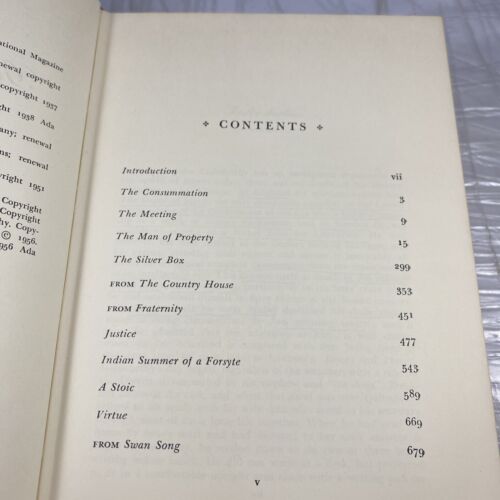 ational Magazine
newal copyright
copyright 1937
ght 1938 Ada
any; renewal
ns; renewal
right 1951
Copyright
Copyright
hy. Copy-
© 1956.
956 Ada
CONTENTS
Introduction vii
The Consummation 3
The Meeting 9
The Man of Property 15
The Silver Box 299
FROM The Country House 353
FROM Fraternity 451
Justice 477
Indian Summer of a Forsyte 543
A Stoic 589
Virtue 669
FROM Swan Song 679
v